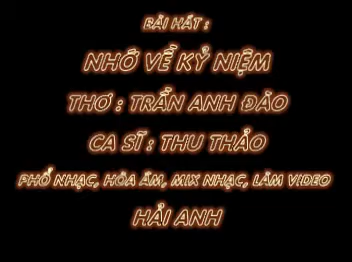 BÀI HÁT :
NHỚ VỀ KỶ NIỆM
THƠ : TRẦN ANH ĐÀO
CA SĨ : THU THẢO
PHỔ NHẠC, HÒA ÂM, MIX NHẠC, LÀM VIDEO
HẢI ANH